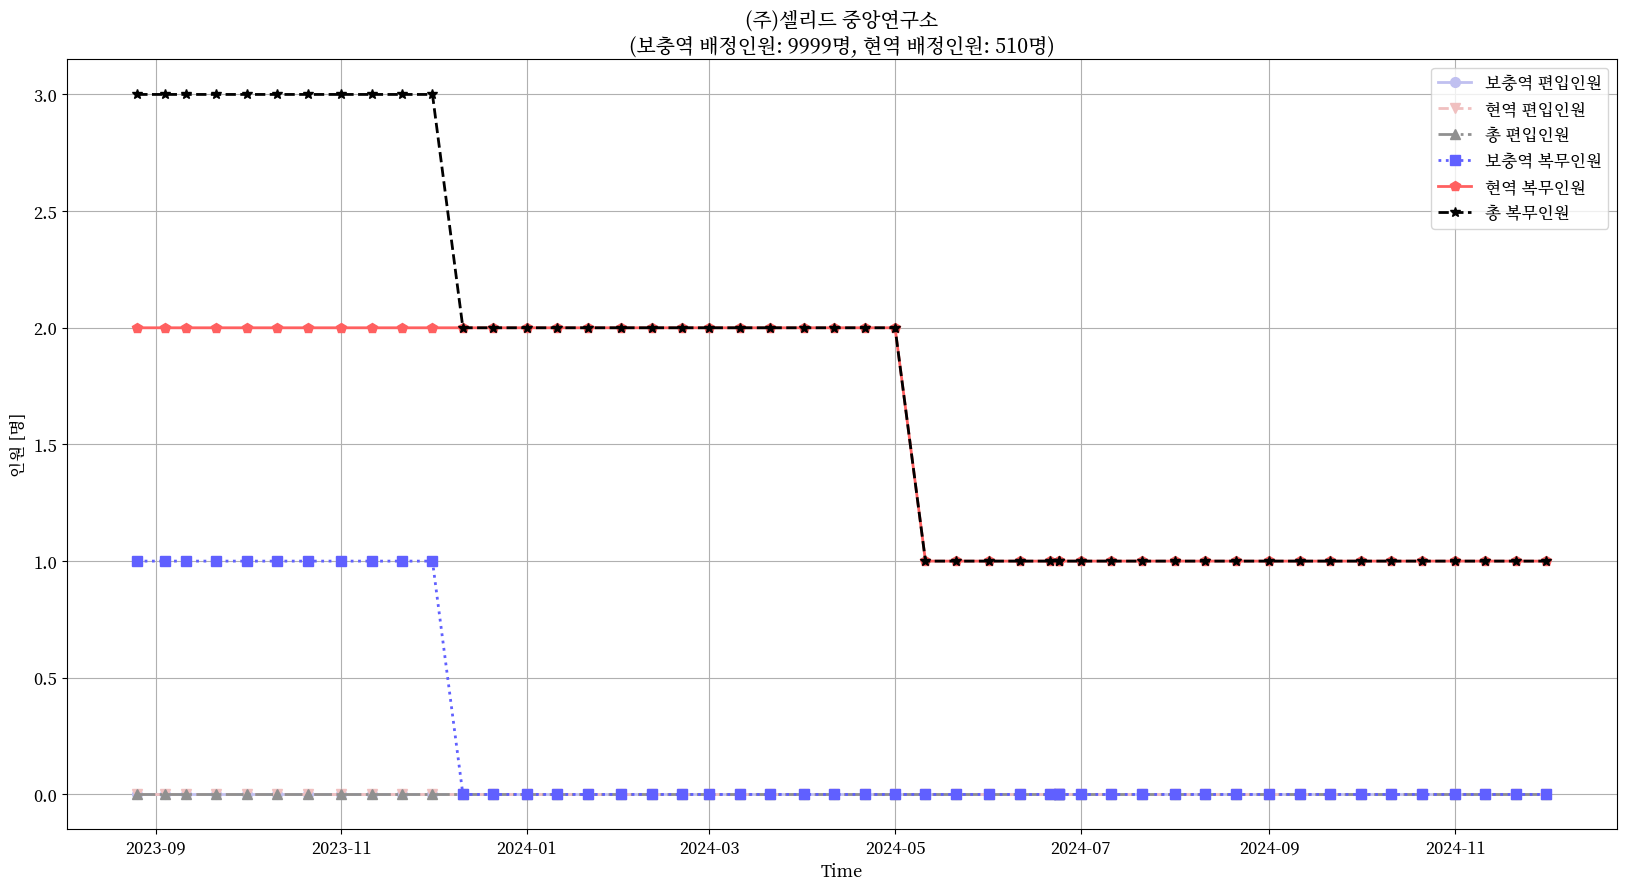 (주)셀리드 중앙연구소
(보충역 배정인원: 9999명, 현역 배정인원: 510명)
보충역 편입인원
현역 편입인원
총 편입인원
보충역 복무인원
현역 복무인원
총 복무인원
인원 [명]
3.0
2.5
2.0
1.5
1.0
0.5
0.0
2023-09 2023-11 2024-01 2024-03 2024-05 2024-07 2024-09 2024-11
Time